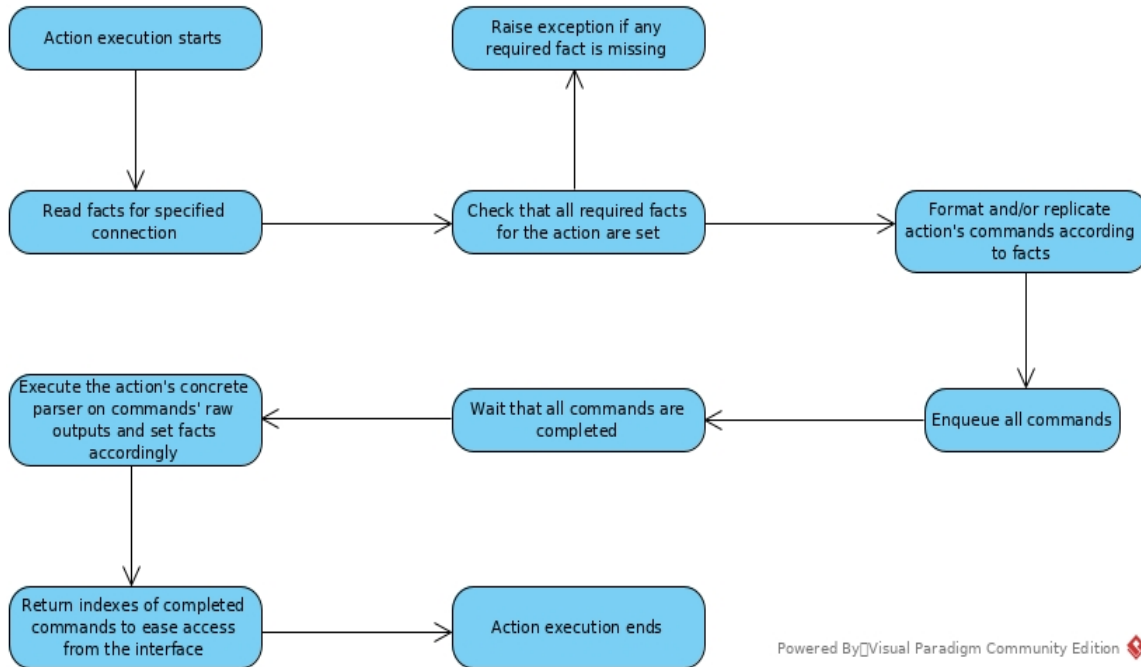 Action execution starts
Raise exception if any
required fact is missing
Read facts for specified
connection
Check that all required facts
for the action are set
Format and/or replicate
action's commands according
to facts
Execute the action's concrete
parser on commands' raw
outputs and set facts
accordingly
Wait that all commands are
completed
Enqueue all commands
Return indexes of completed
commands to ease access
from the interface
Action execution ends
Powered By▯Visual Paradigm Community Edition